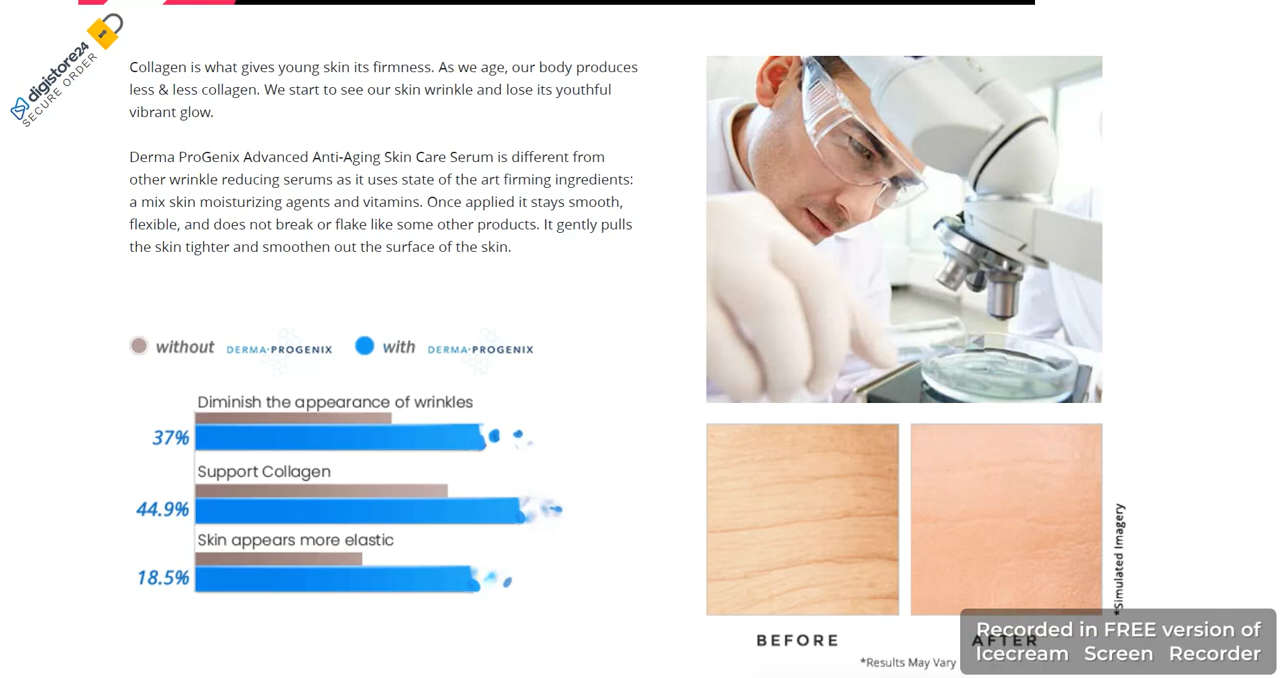 digistore24
SECURE ORDER
Collagen is what gives young skin its firmness. As we age, our body produces
less & less collagen. We start to see our skin wrinkle and lose its youthful
vibrant glow.
Derma ProGenix Advanced Anti-Aging Skin Care Serum is different from
other wrinkle reducing serums as it uses state of the art firming ingredients:
a mix skin moisturizing agents and vitamins. Once applied it stays smooth,
flexible, and does not break or flake like some other products. It gently pulls
the skin tighter and smoothen out the surface of the skin.
without DERMA·PROGENIX with DERMA·PROGENIX
Diminish the appearance of wrinkles
37%
Support Collagen
44.9%
Skin appears more elastic
18.5%
*Simulated Imagery
BEFORE AFTER
*Results May Vary
Recorded in FREE version of
Icecream Screen Recorder